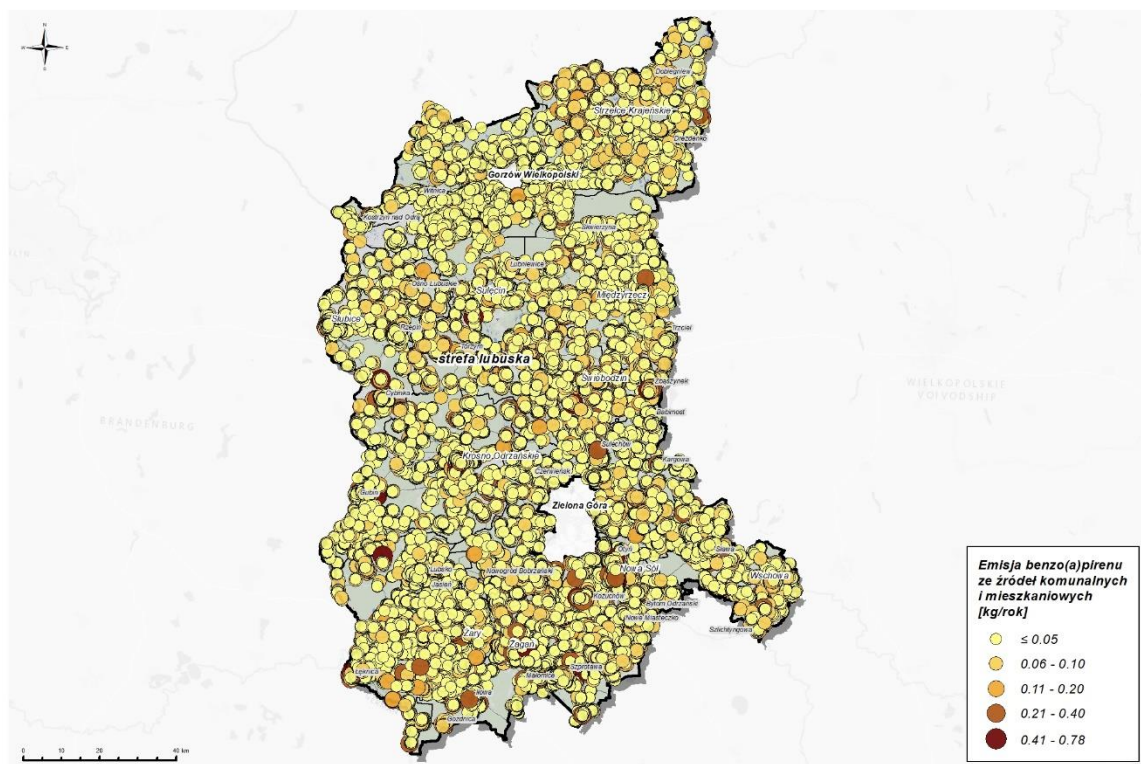 N
W E
S
Dobiegniew
Strzelce Krajeńskie
Drezdenko
Gorzów Wielkopolski
Witnica
Kostrzyn nad Odrą
Skwierzyna
Lubniewice
Ośno Lubuskie
Sulęcin
Międzyrzecz
Słubice
Rzepin
Trzciel
Torzym
strefa lubuska
Świebodzin
Zbąszynek
Cybinka
Babimost
WIELKOPOLSKIE
VOIVODSHIP
BRANDENBURG
Sulechów
Krosno Odrzańskie
Kargowa
Czerwieńsk
Gubin
Zielona Góra
Otyń
Sława
Lubsko
Nowogród Bobrzański
Nowa Sól
Wschowa
Jasień
Kożuchów
Bytom Odrzański
Nowe Miasteczko
Szlichtyngowa
Żary
Żagań
Łęknica
Szprotawa
Małomice
Iłowa
Gozdnica
Emisja benzo(a)pirenu
ze źródeł komunalnych
i mieszkaniowych
[kg/rok]
≤ 0.05
0.06 - 0.10
0.11 - 0.20
0.21 - 0.40
0.41 - 0.78
0 10 20 40 km